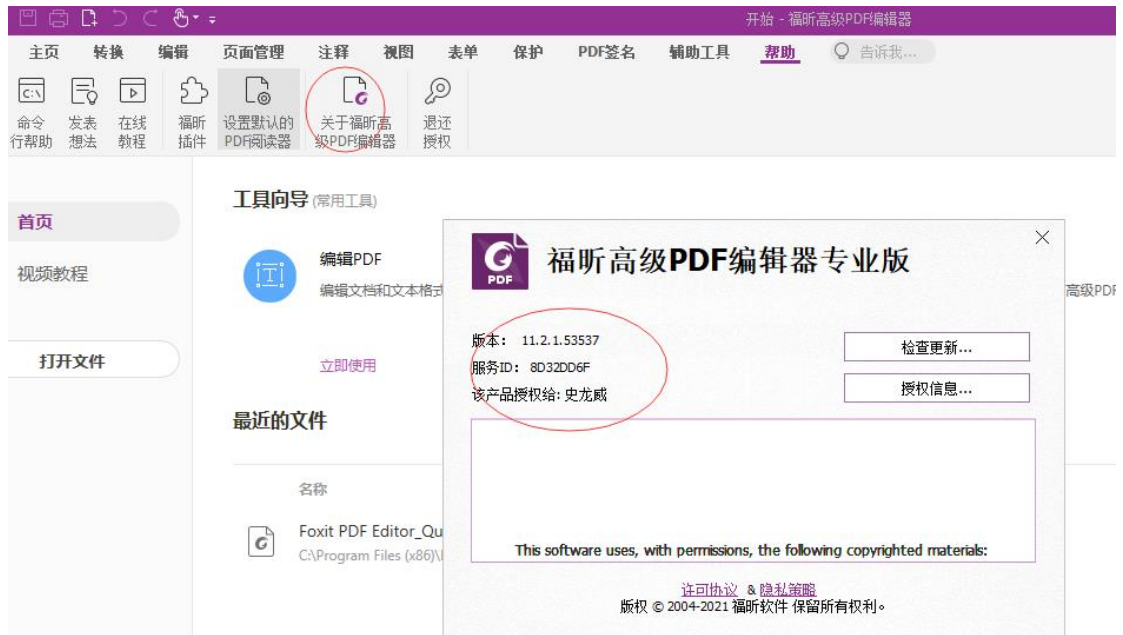 开始 - 福昕高级PDF编辑器
主页 转换 编辑 页面管理 注释 视图 表单 保护 PDF签名 辅助工具 帮助 告诉我...
C:\
命令 发表 在线 福昕 设置默认的 关于福昕高 退还
行帮助 想法 教程 插件 PDF阅读器 级PDF编辑器 授权
工具向导 (常用工具)
首页
视频教程
打开文件
编辑PDF
编辑文档和文本格式
立即使用
高级PDF
最近的文件
名称
Foxit PDF Editor_Qu
C:\Program Files (x86)\
PDF
福昕高级PDF编辑器专业版
版本: 11.2.1.53537
服务ID: 8D32DD6F
该产品授权给: 史龙威
检查更新...
授权信息...
This software uses, with permissions, the following copyrighted materials:
许可协议 & 隐私策略
版权 © 2004-2021 福昕软件 保留所有权利。